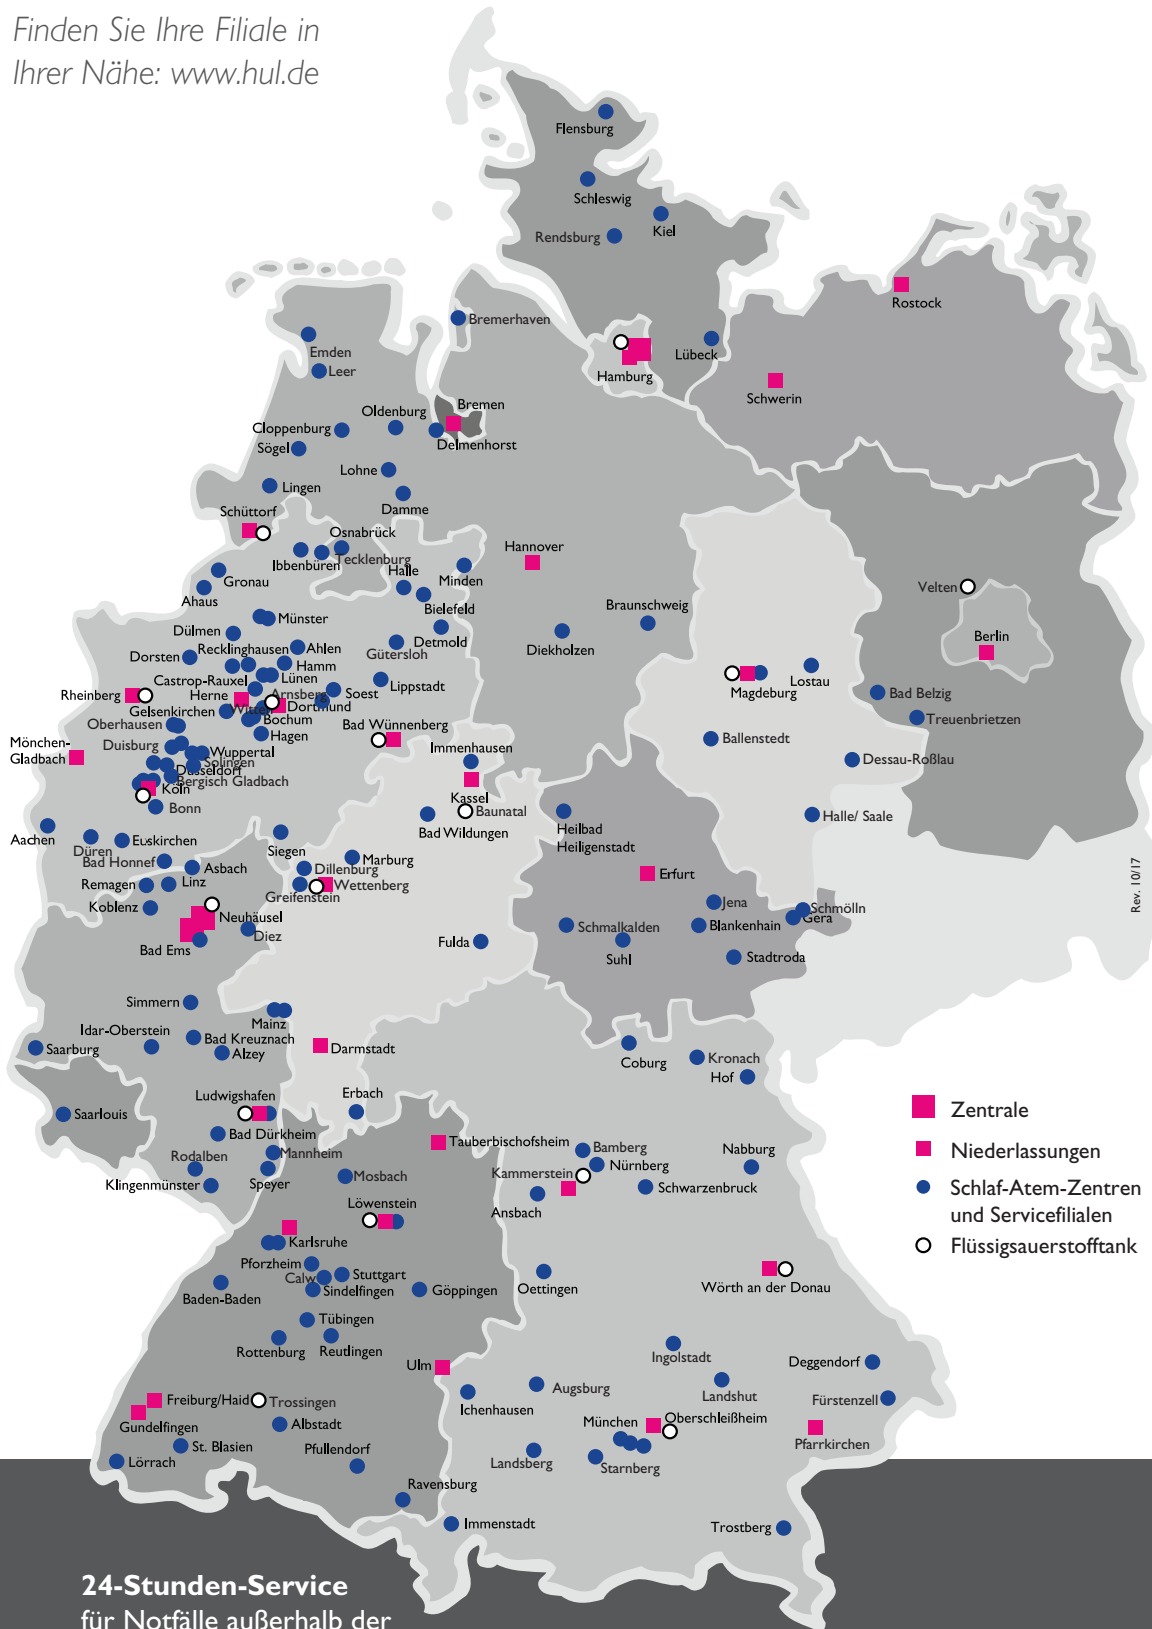 Finden Sie Ihre Filiale in
Ihrer Nähe: www.hul.de
Flensburg
Schleswig
Kiel
Rendsburg
Rostock
Bremerhaven
Emden
Leer
Hamburg
Lübeck
Schwerin
Bremen
Oldenburg
Cloppenburg
Delmenhorst
Sögel
Lohne
Lingen
Damme
Schüttorf
Osnabrück
Tecklenburg
Ibbenbüren
Hannover
Halle
Minden
Gronau
Ahaus
Velten
Bielefeld
Braunschweig
Münster
Dülmen
Detmold
Diekholzen
Berlin
Recklinghausen
Ahlen
Gütersloh
Dorsten
Hamm
Castrop-Rauxel
Lünen
Lippstadt
Soest
Magdeburg
Lostau
Bad Belzig
Rheinberg
Herne
Arnsberg
Gelsenkirchen
Witten
Dortmund
Bochum
Treuenbrietzen
Oberhausen
Hagen
Bad Wünnenberg
Ballenstedt
Mönchen-
Gladbach
Duisburg
Wuppertal
Solingen
Immenhausen
Dessau-Roßlau
Düsseldorf
Bergisch Gladbach
Köln
Kassel
Bonn
Baunatal
Halle/ Saale
Aachen
Bad Wildungen
Heilbad
Heiligenstadt
Düren
Euskirchen
Siegen
Bad Honnef
Marburg
Asbach
Dillenburg
Rev. 10/17
Remagen
Linz
Wettenberg
Greifenstein
Erfurt
Koblenz
Neuhäusel
Jena
Schmölln
Gera
Diez
Schmalkalden
Blankenhain
Bad Ems
Fulda
Suhl
Stadtroda
Simmern
Mainz
Idar-Oberstein
Bad Kreuznach
Saarburg
Alzey
Darmstadt
Coburg
Kronach
Hof
Ludwigshafen
Erbach
Saarlouis
Zentrale
Bad Dürkheim
Tauberbischofsheim
Niederlassungen
Mannheim
Bamberg
Nabburg
Rodalben
Kammerstein
Nürnberg
Klingenmünster
Speyer
Mosbach
Schwarzenbruck
Schlaf-Atem-Zentren
und Servicefilialen
Löwenstein
Ansbach
Karlsruhe
Flüssigsauerstofftank
Pforzheim
Calw
Stuttgart
Baden-Baden
Sindelfingen
Göppingen
Oettingen
Wörth an der Donau
Tübingen
Rottenburg
Reutlingen
Ingolstadt
Deggendorf
Ulm
Augsburg
Landshut
Fürstenzell
Freiburg/Haid
Trossingen
Ichenhausen
Gundelfingen
Albstadt
München
Oberschleißheim
Pfarrkirchen
St. Blasien
Pfullendorf
Lörrach
Landsberg
Starnberg
Ravensburg
Immenstadt
Trostberg
24-Stunden-Service
für Notfälle außerhalb der